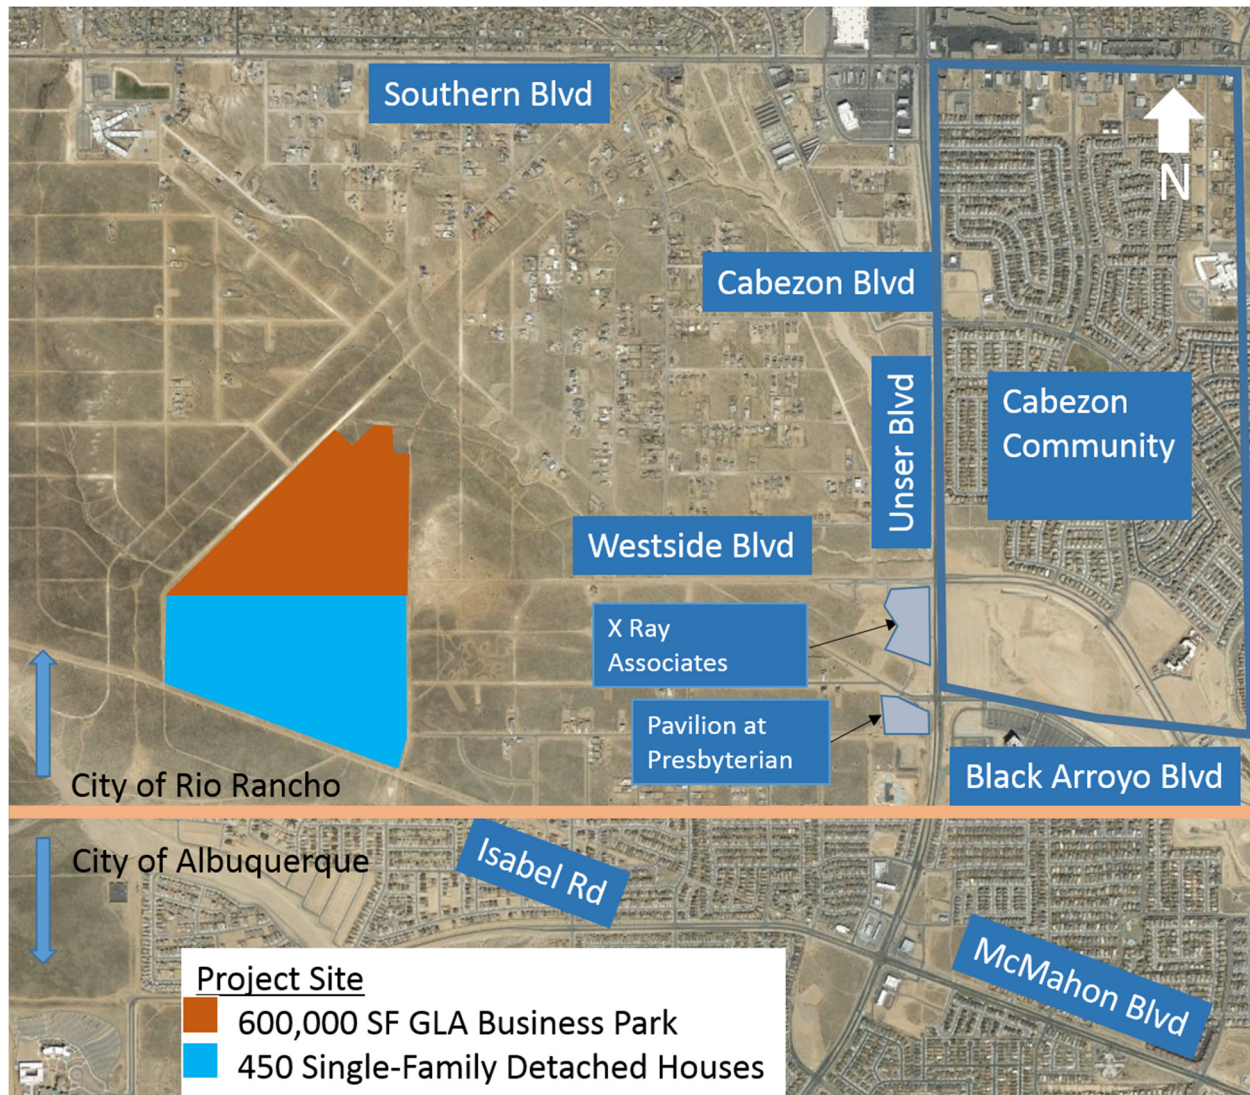 Southern Blvd
N
Cabezon Blvd
Unser Blvd
Cabezon
Community
Westside Blvd
X Ray
Associates
Pavilion at
Presbyterian
Black Arroyo Blvd
City of Rio Rancho
City of Albuquerque
Isabel Rd
McMahon Blvd
Project Site
600,000 SF GLA Business Park
450 Single-Family Detached Houses